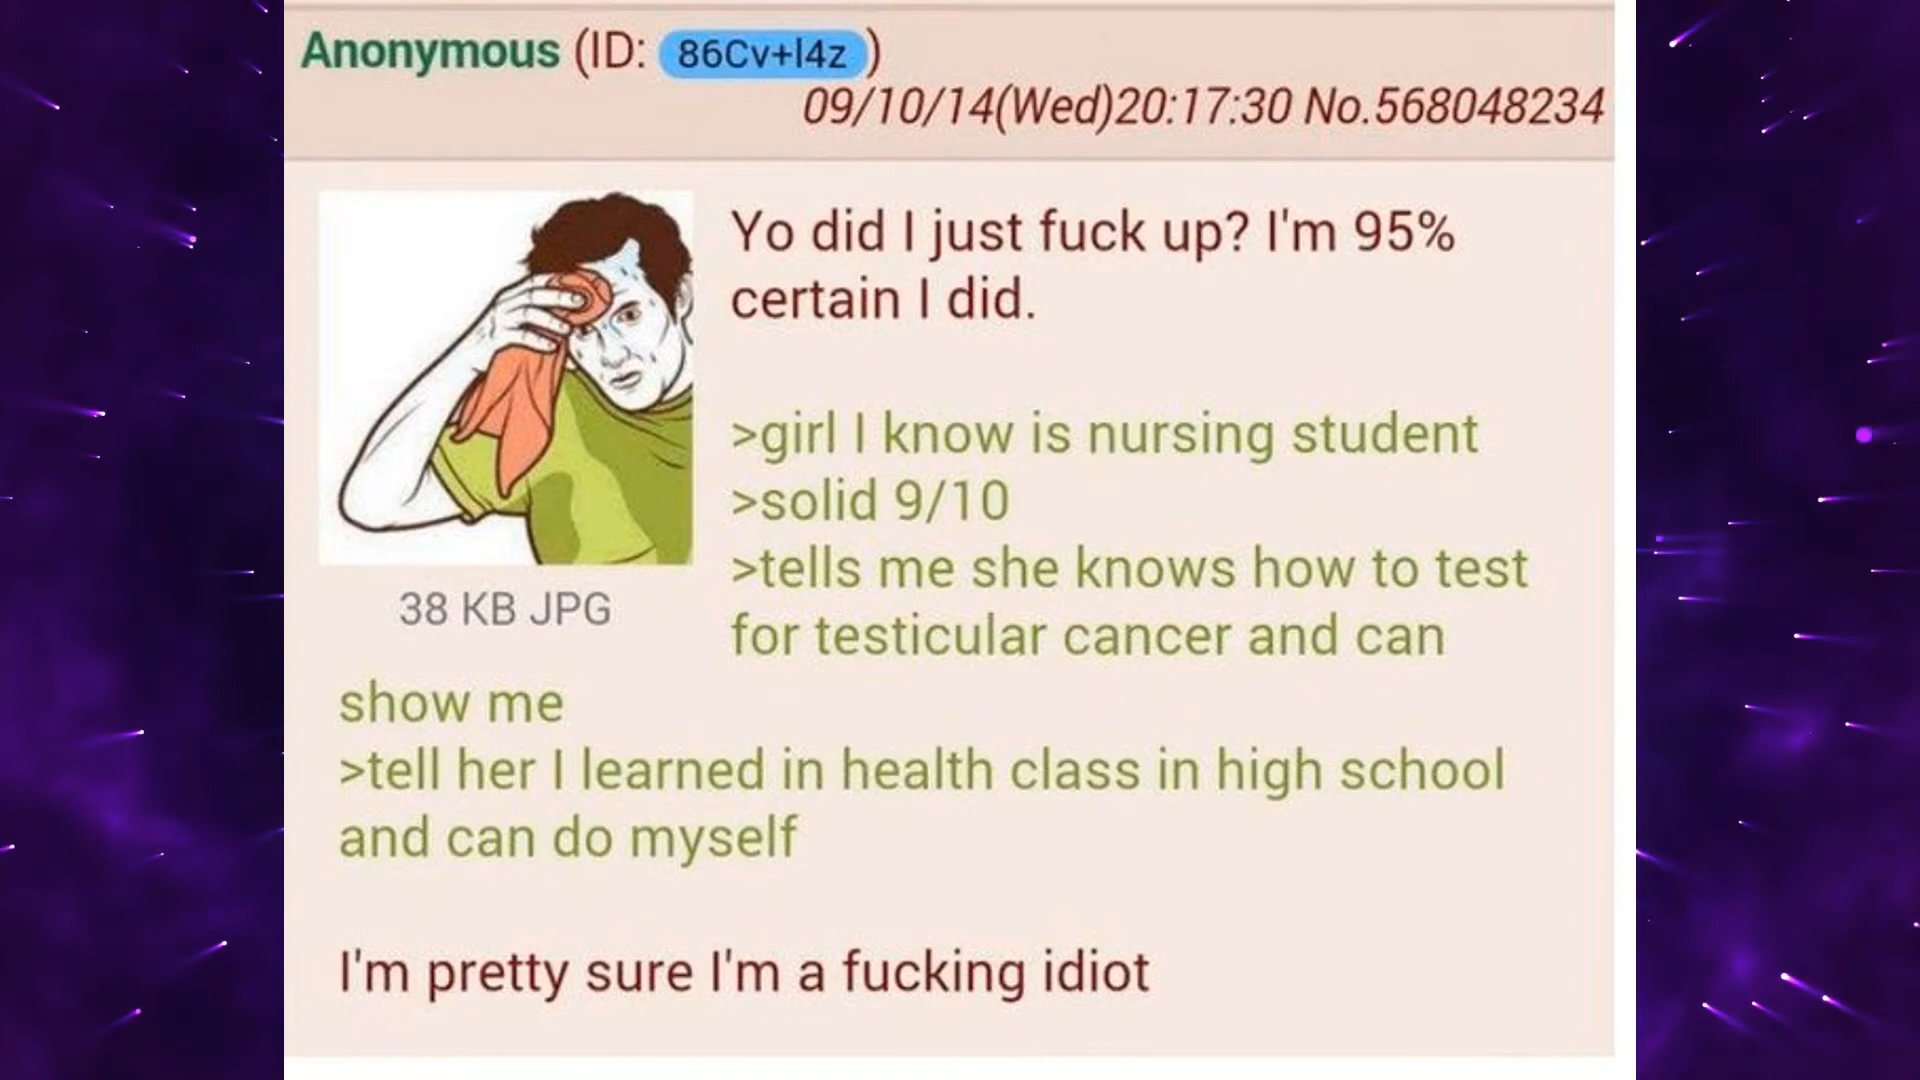 Anonymous (ID: 86Cv+l4z)
09/10/14(Wed)20:17:30 No.568048234
Yo did I just fuck up? I'm 95%
certain I did.
>girl I know is nursing student
>solid 9/10
>tells me she knows how to test
for testicular cancer and can
38 KB JPG
show me
>tell her I learned in health class in high school
and can do myself
I'm pretty sure I'm a fucking idiot